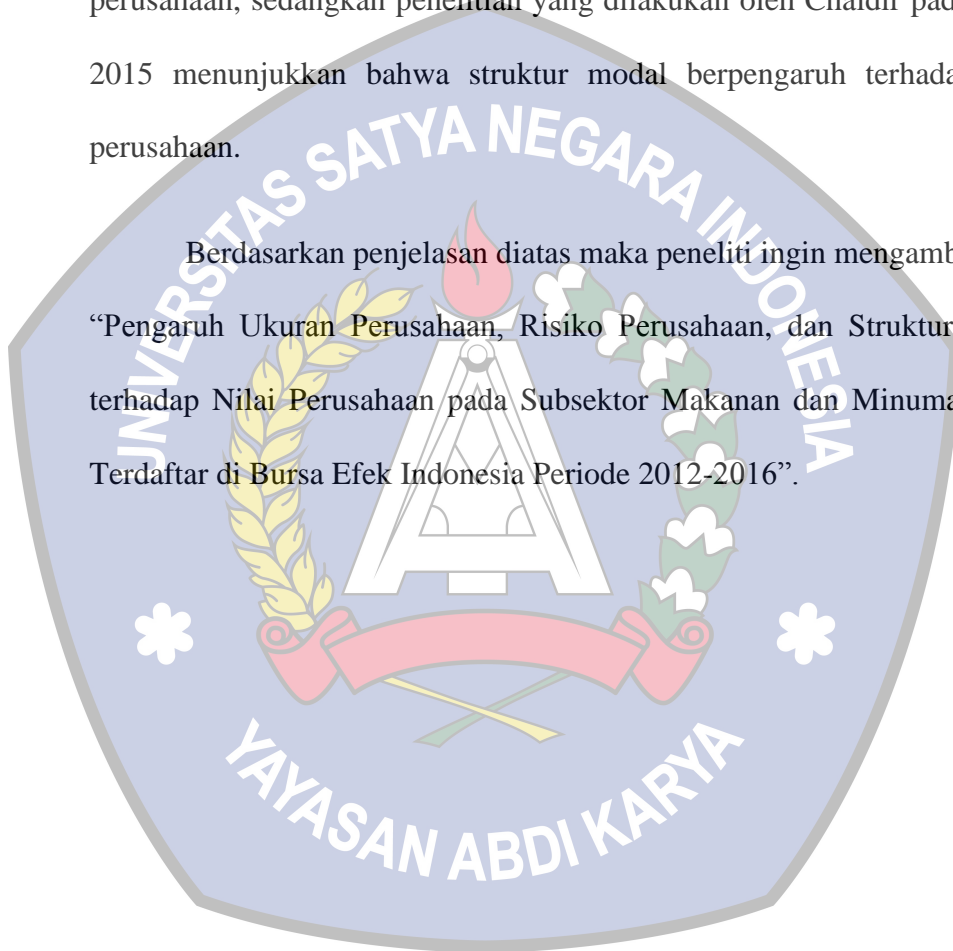 perusahaan, sedangkan penelitian yang dilakukan oleh Chaidir pad
2015 menunjukkan bahwa struktur modal berpengaruh terhada
perusahaan.
Berdasarkan penjelasan diatas maka peneliti ingin mengamb
“Pengaruh Ukuran Perusahaan, Risiko Perusahaan, dan Struktur
terhadap Nilai Perusahaan pada Subsektor Makanan dan Minuma
Terdaftar di Bursa Efek Indonesia Periode 2012-2016”.
UNIVERSITAS SATYA NEGARA INDONESIA
YAYASAN ABDI KARYA